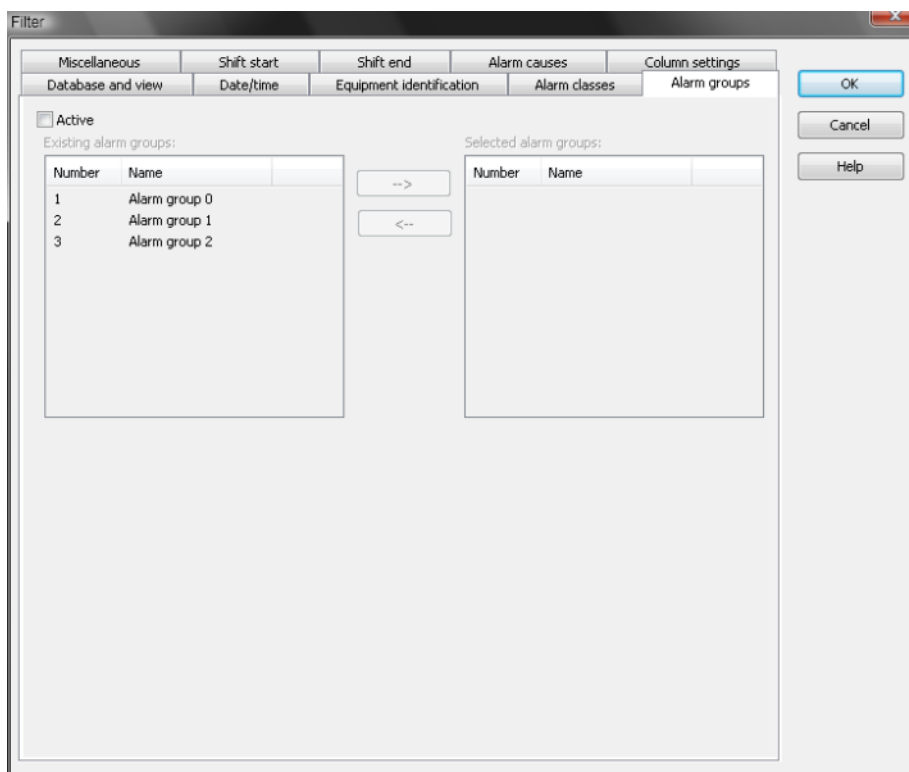 Filter
Miscellaneous Shift start Shift end Alarm causes Column settings
Database and view Date/time Equipment identification Alarm classes Alarm groups
OK
Cancel
Help
Active
Existing alarm groups:
Number Name
1 Alarm group 0
2 Alarm group 1
3 Alarm group 2
-->
<--
Selected alarm groups:
Number Name